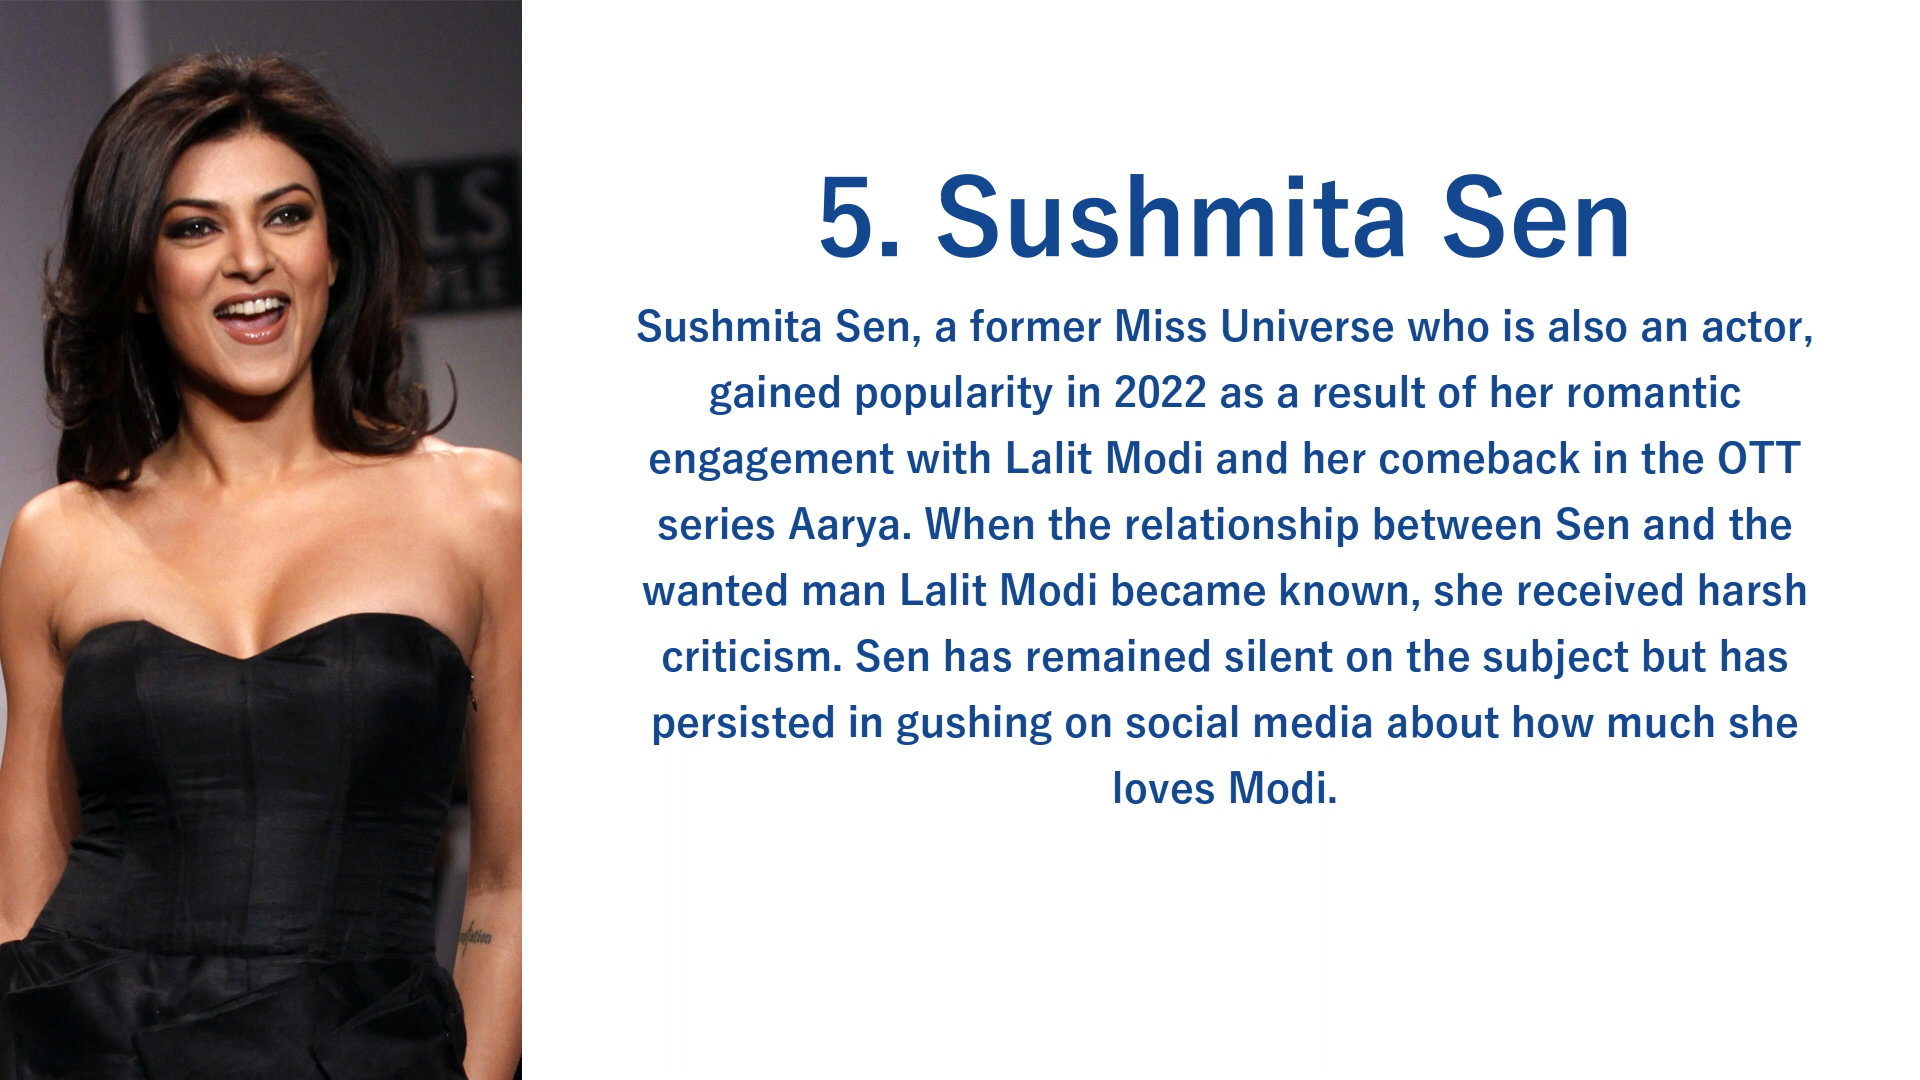 5. Sushmita Sen
Sushmita Sen, a former Miss Universe who is also an actor,
gained popularity in 2022 as a result of her romantic
engagement with Lalit Modi and her comeback in the OTT
series Aarya. When the relationship between Sen and the
wanted man Lalit Modi became known, she received harsh
criticism. Sen has remained silent on the subject but has
persisted in gushing on social media about how much she
loves Modi.